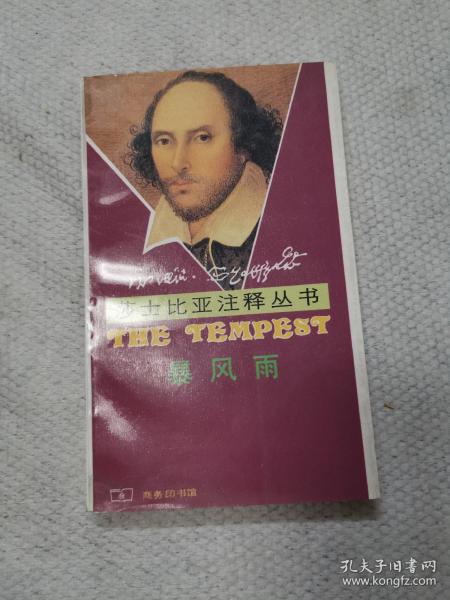 莎士比亚注释丛书
THE TEMPEST
暴风雨
商务印书馆
孔夫子旧书网
www.kongfz.com